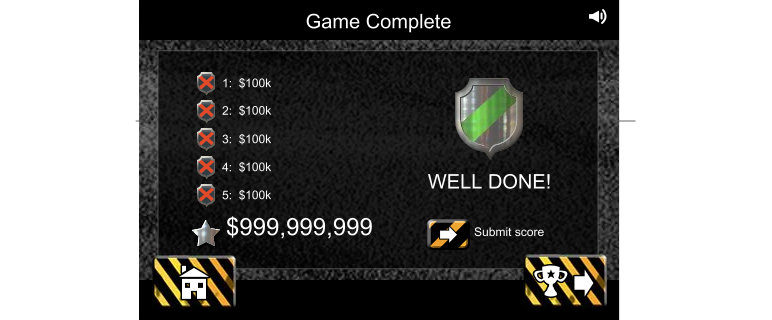 Game Complete
1: $100k
2: $100k
3: $100k
4: $100k
5: $100k
$999,999,999
WELL DONE!
Submit score